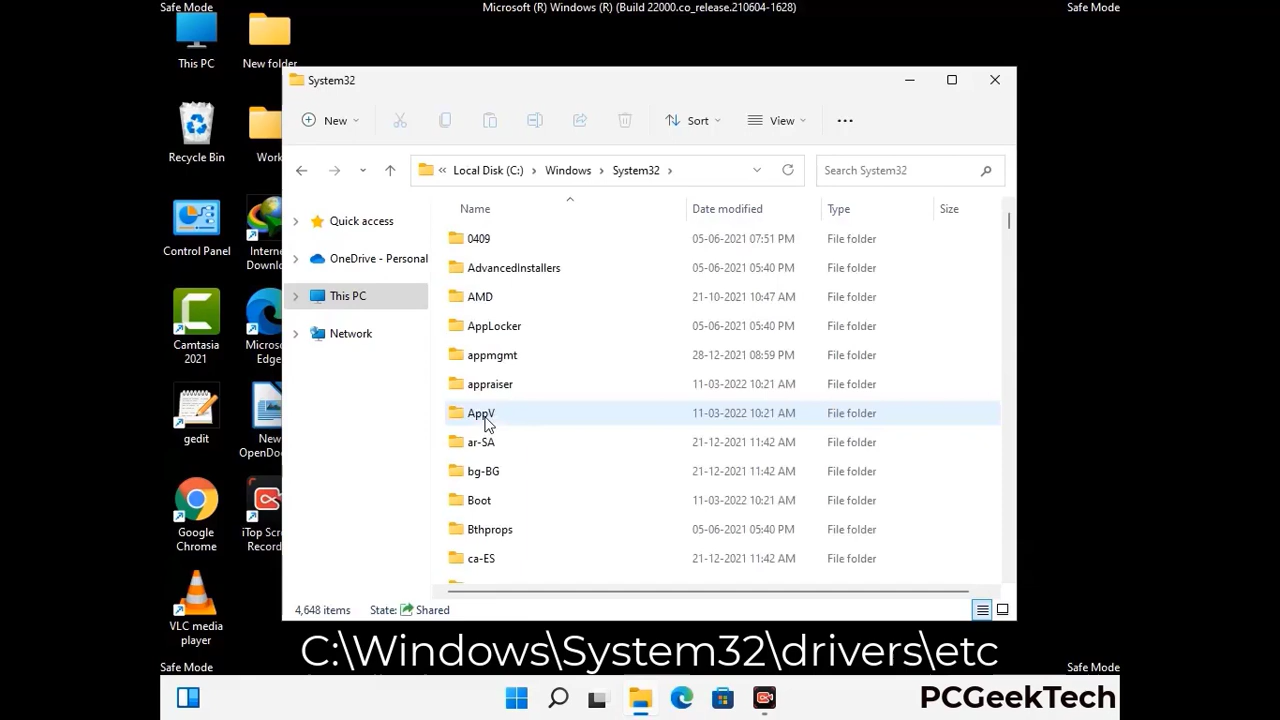 Safe Mode
Microsoft (R) Windows (R) (Build 22000.co_release.210604-1628)
Safe Mode
This PC
New folder
System32
New
Sort
View
Recycle Bin
Work
Local Disk (C:)
Windows
System32
Search System32
Name
Date modified
Type
Size
Quick access
0409
05-06-2021 07:51 PM
File folder
Control Panel
Interne
Downlo
OneDrive - Personal
AdvancedInstallers
05-06-2021 05:40 PM
File folder
This PC
AMD
21-10-2021 10:47 AM
File folder
Network
AppLocker
05-06-2021 05:40 PM
File folder
Camtasia
2021
Micros
Edge
appmgmt
28-12-2021 08:59 PM
File folder
appraiser
11-03-2022 10:21 AM
File folder
AppV
11-03-2022 10:21 AM
File folder
gedit
New
OpenDo
ar-SA
21-12-2021 11:42 AM
File folder
bg-BG
21-12-2021 11:42 AM
File folder
Boot
11-03-2022 10:21 AM
File folder
Google
Chrome
iTop Scr
Record
Bthprops
05-06-2021 05:40 PM
File folder
ca-ES
21-12-2021 11:42 AM
File folder
VLC media
player
4,648 items
State:
Shared
C:\Windows\System32\drivers\etc
Safe Mode
Safe Mode
PCGeekTech